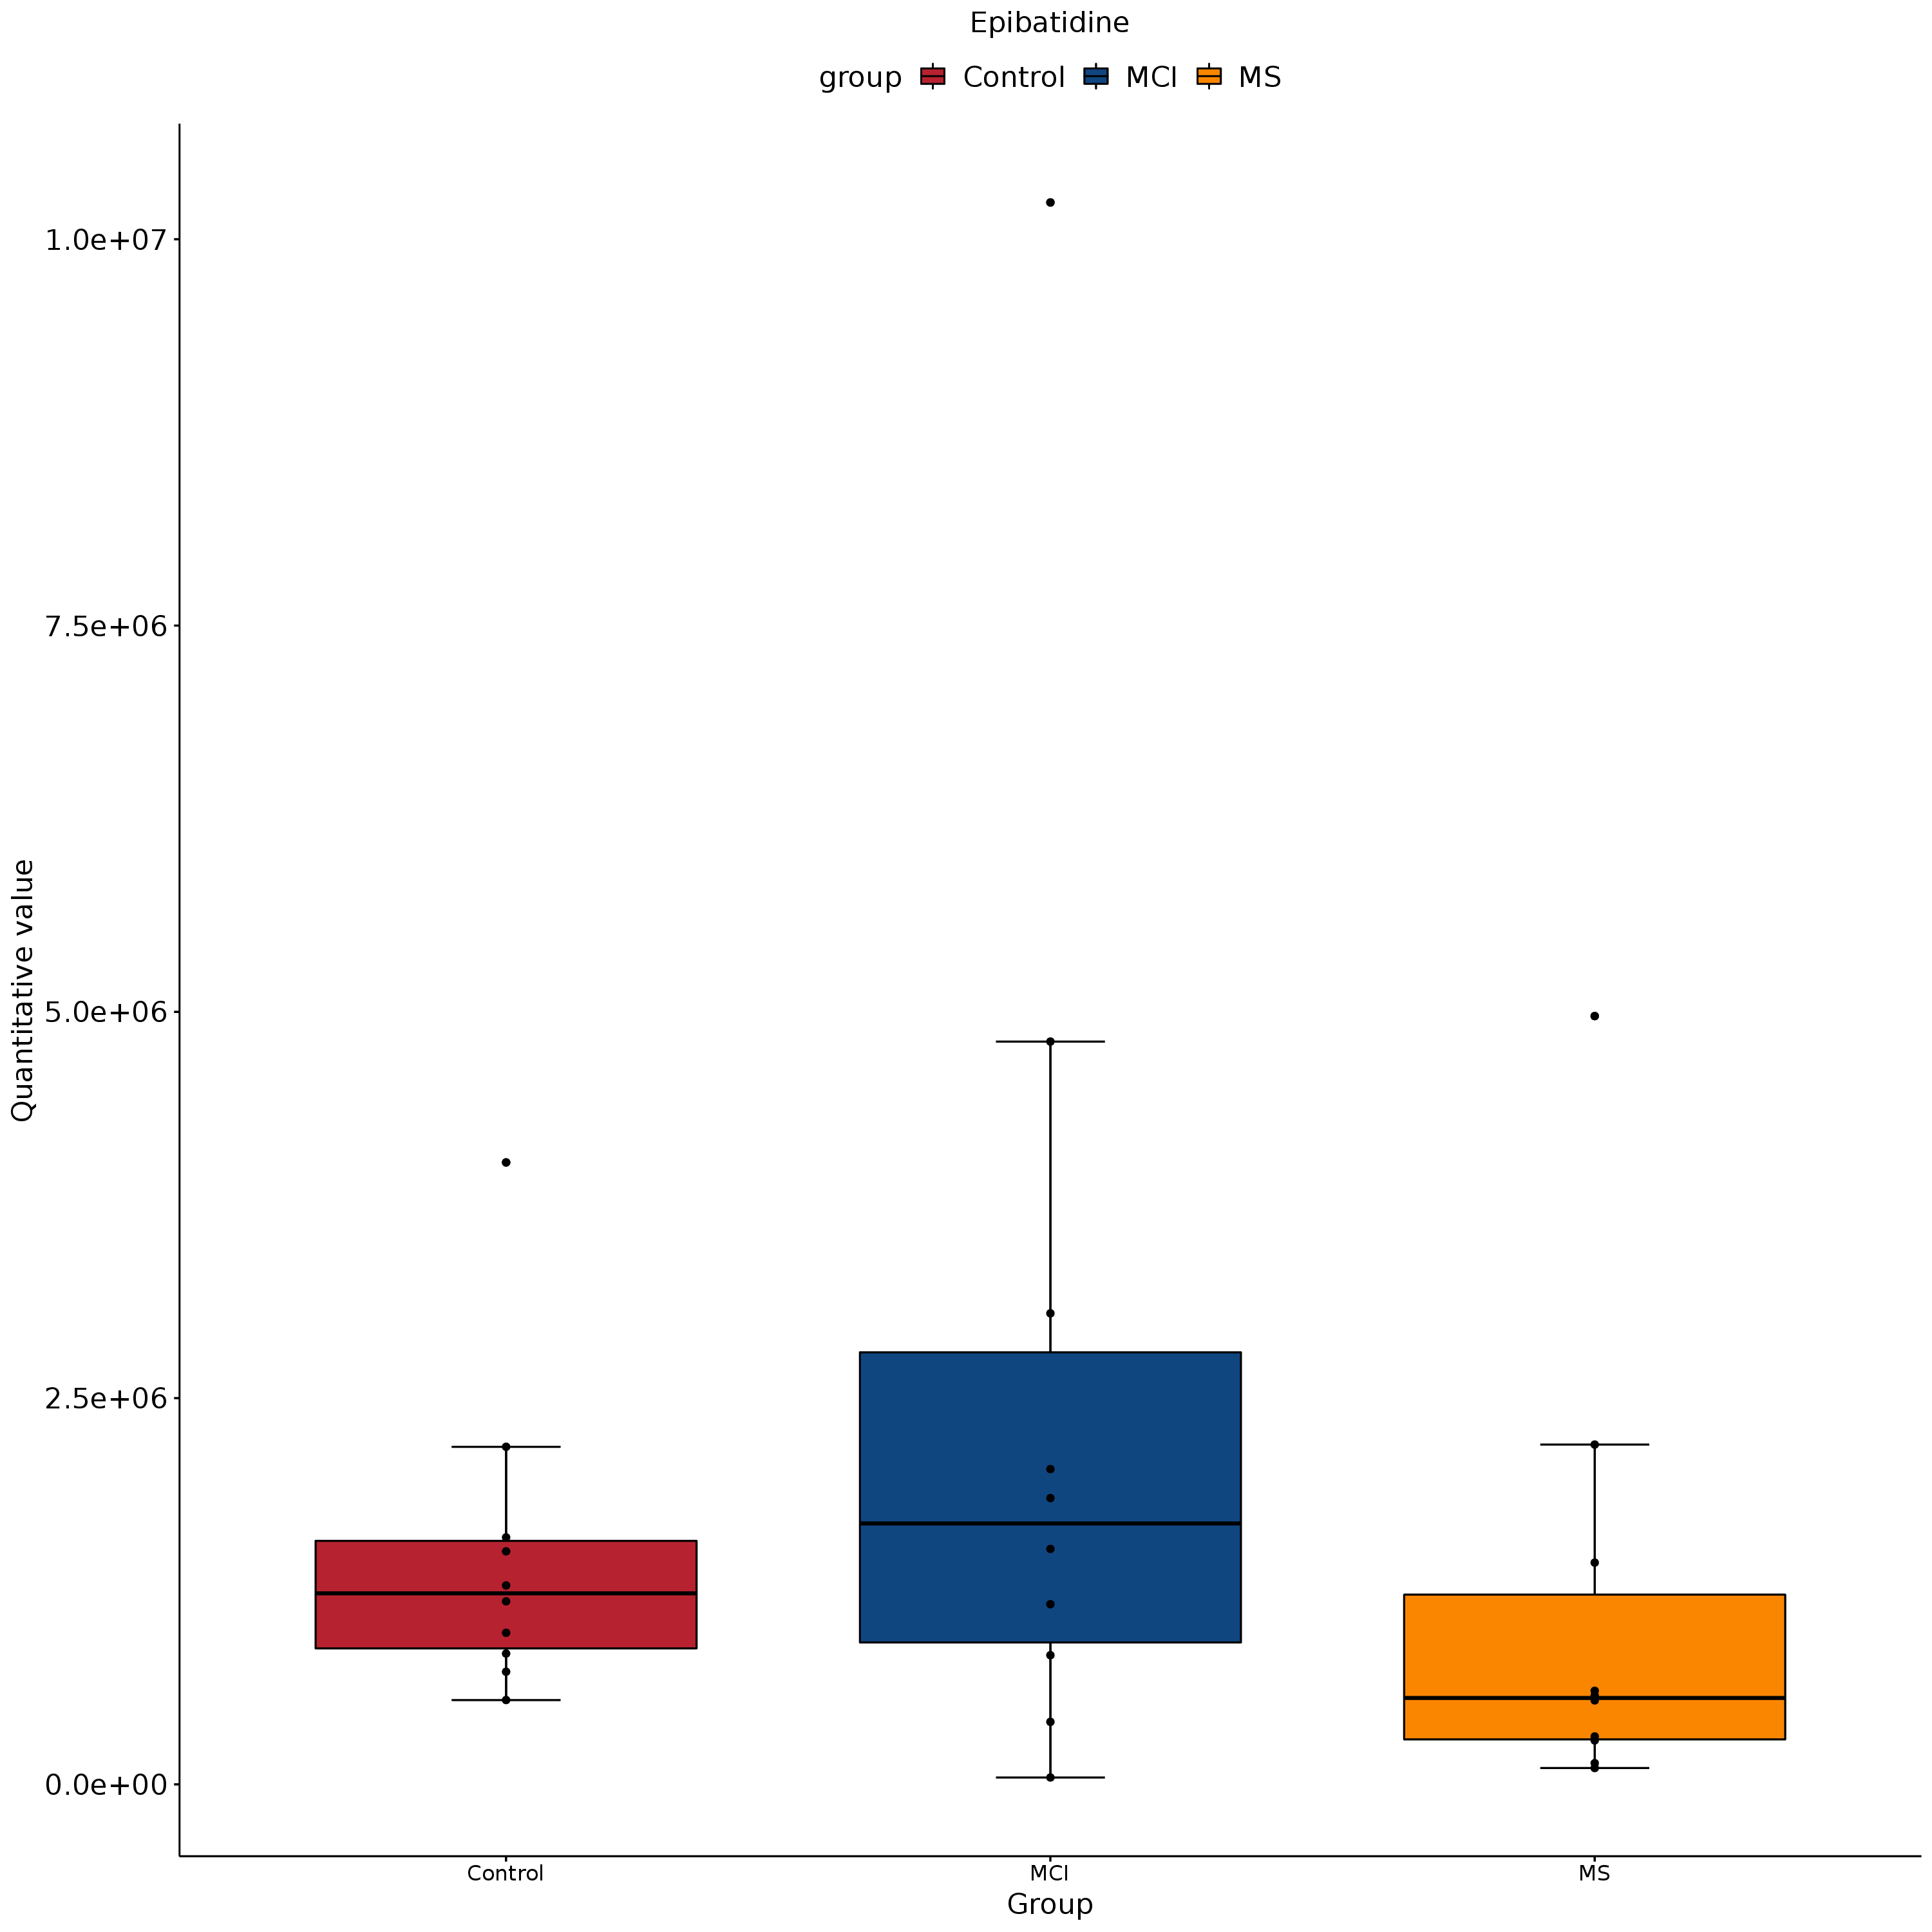 Epibatidine
group Control MCI MS
Quantitative value
1.0e+07
7.5e+06
5.0e+06
2.5e+06
0.0e+00
Control MCI MS
Group